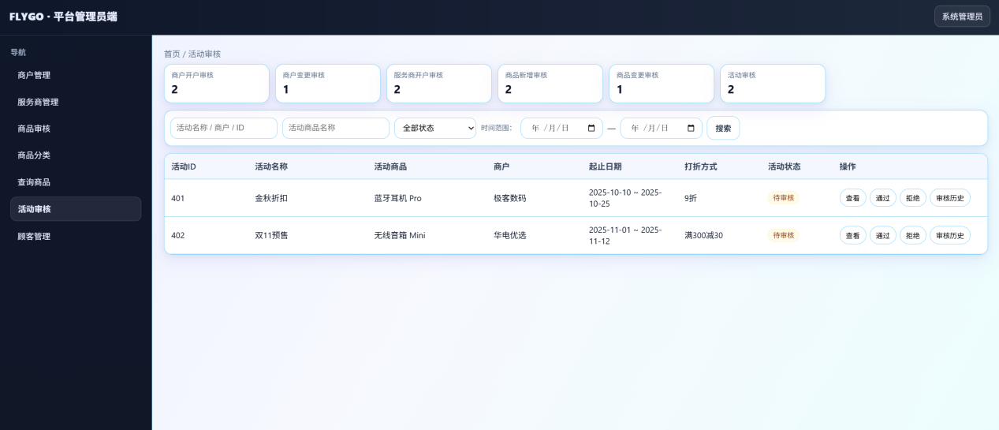 FLYGO · 平台管理员端
系统管理员
导航
商户管理
服务商管理
商品审核
商品分类
查询商品
活动审核
顾客管理
首页 / 活动审核
商户开户审核
2
商户变更审核
1
服务商开户审核
2
商品新增审核
2
商品变更审核
1
活动审核
2
活动名称 / 商户 / ID
活动商品名称
全部状态
时间范围：
年 /月/日
—
年 /月/日
搜索
活动ID 活动名称 活动商品 商户 起止日期 打折方式 活动状态 操作
401 金秋折扣 蓝牙耳机 Pro 极客数码 2025-10-10 ~ 2025-
10-25 9折 待审核 查看 通过 拒绝 审核历史
402 双11预售 无线音箱 Mini 华电优选 2025-11-01 ~ 2025-
11-12 满300减30 待审核 查看 通过 拒绝 审核历史